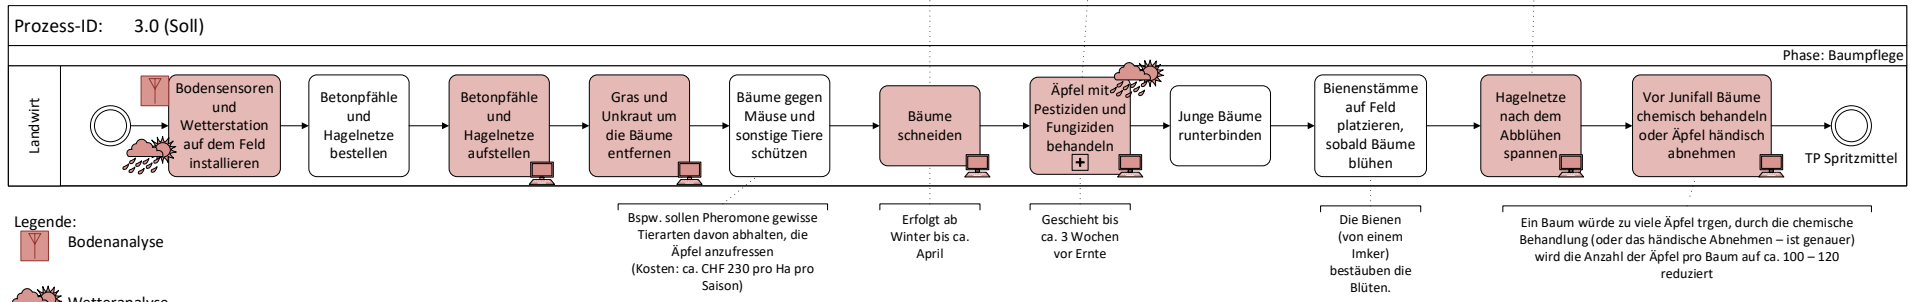 Prozess-ID: 3.0 (Soll)
Phase: Baumpflege
Landwirt
Bodensensoren
und
Wetterstation
auf dem Feld
installieren
Betonpfähle
und
Hagelnetze
bestellen
Betonpfähle
und
Hagelnetze
aufstellen
Gras und
Unkraut um
die Bäume
entfernen
Bäume gegen
Mäuse und
sonstige Tiere
schützen
Bäume
schneiden
Äpfel mit
Pestiziden und
Fungiziden
behandeln
Junge Bäume
runterbinden
Bienenstämme
auf Feld
platzieren,
sobald Bäume
blühen
Hagelnetze
nach dem
Abblühen
spannen
Vor Junifall Bäume
chemisch behandeln
oder Äpfel händisch
abnehmen
TP Spritzmittel
Bspw. sollen Pheromone gewisse
Tierarten davon abhalten, die
Äpfel anzufressen
(Kosten: ca. CHF 230 pro Ha pro
Saison)
Erfolgt ab
Winter bis ca.
April
Geschieht bis
ca. 3 Wochen
vor Ernte
Die Bienen
(von einem
Imker)
bestäuben die
Blüten.
Ein Baum würde zu viele Äpfel trgen, durch die chemische
Behandlung (oder das händische Abnehmen – ist genauer)
wird die Anzahl der Äpfel pro Baum auf ca. 100 – 120
reduziert
Legende:
Bodenanalyse
Wetteranalyse